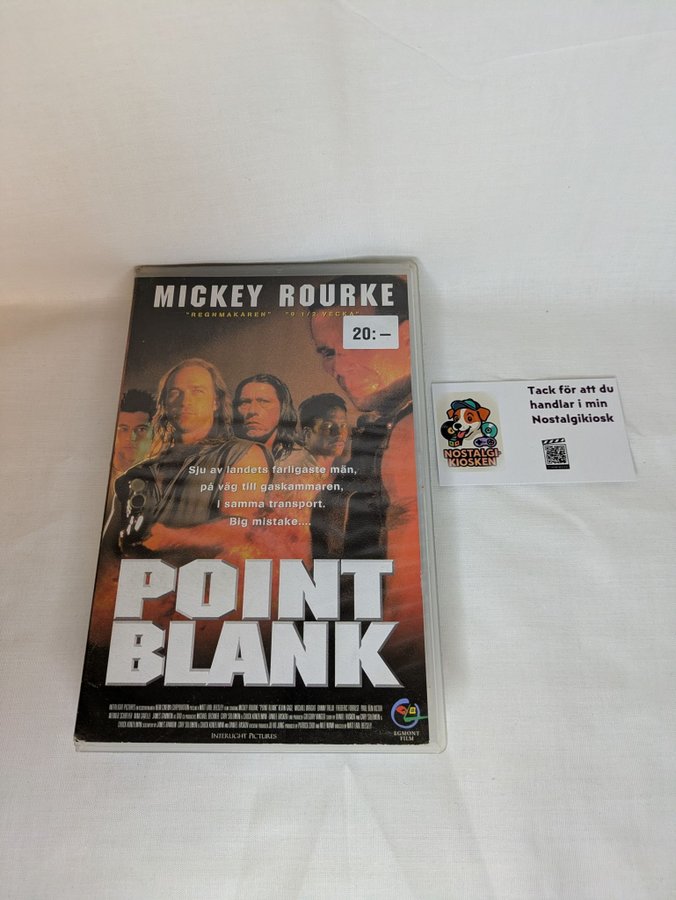 MICKEY ROURKE
"REGNMAKAREN" "9 1/2 VECKA"
20:–
Sju av landets farligaste män,
på väg till gaskammaren,
i samma transport.
Big mistake....
POINT
BLANK
INTERLIGHT PICTURES
EGMONT
FILM
Tack för att du
handlar i min
Nostalgikiosk
NOSTALGI-
KIOSKEN